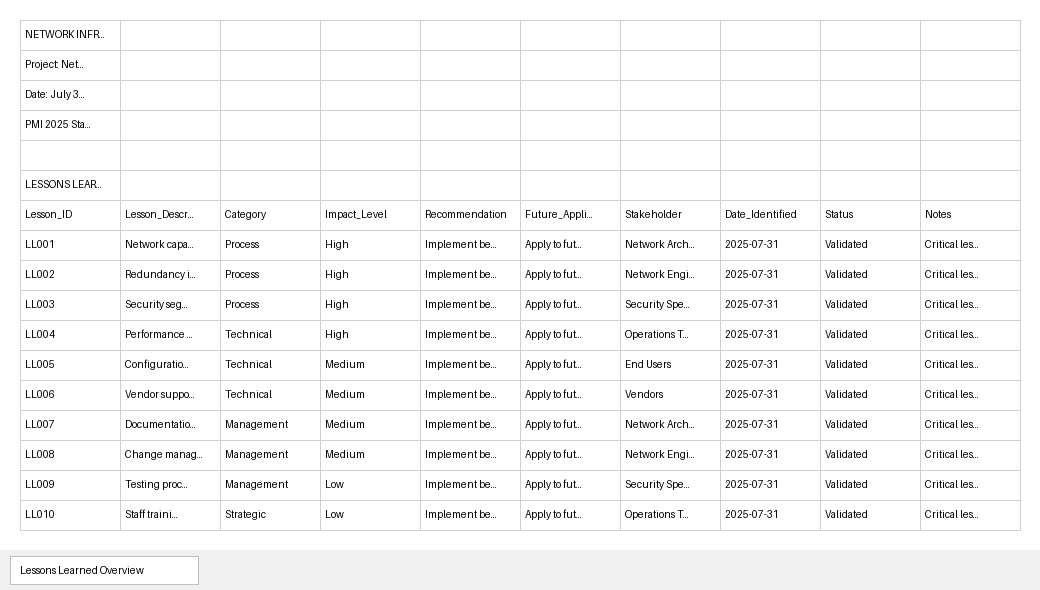 NETWORK INFR...
Project: Net...
Date: July 3...
PMI 2025 Sta...
LESSONS LEAR...
Lesson_ID Lesson_Descr... Category Impact_Level Recommendation Future_Appli... Stakeholder Date_Identified Status Notes
LL001 Network capa... Process High Implement be... Apply to fut... Network Arch... 2025-07-31 Validated Critical les...
LL002 Redundancy i... Process High Implement be... Apply to fut... Network Engi... 2025-07-31 Validated Critical les...
LL003 Security seg... Process High Implement be... Apply to fut... Security Spe... 2025-07-31 Validated Critical les...
LL004 Performance ... Technical High Implement be... Apply to fut... Operations T... 2025-07-31 Validated Critical les...
LL005 Configuratio... Technical Medium Implement be... Apply to fut... End Users 2025-07-31 Validated Critical les...
LL006 Vendor suppo... Technical Medium Implement be... Apply to fut... Vendors 2025-07-31 Validated Critical les...
LL007 Documentatio... Management Medium Implement be... Apply to fut... Network Arch... 2025-07-31 Validated Critical les...
LL008 Change manag... Management Medium Implement be... Apply to fut... Network Engi... 2025-07-31 Validated Critical les...
LL009 Testing proc... Management Low Implement be... Apply to fut... Security Spe... 2025-07-31 Validated Critical les...
LL010 Staff traini... Strategic Low Implement be... Apply to fut... Operations T... 2025-07-31 Validated Critical les...
Lessons Learned Overview